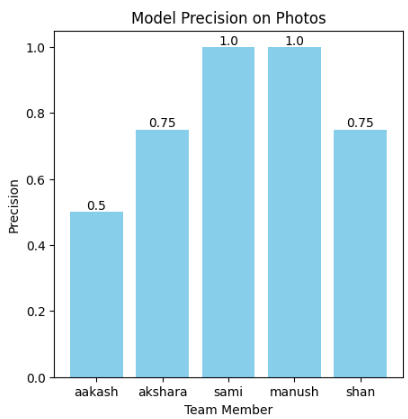 Model Precision on Photos
1.0 1.0
0.75 0.75
0.5
1.0
0.8
0.6
0.4
0.2
0.0
Precision
aakash akshara sami manush shan
Team Member